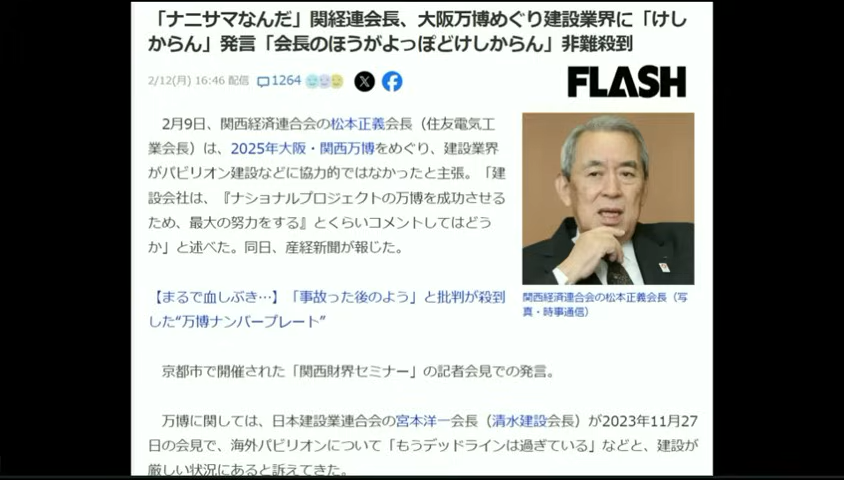 「ナニサマなんだ」関経連会長、大阪万博めぐり建設業界に「けし
からん」発言「会長のほうがよっぽどけしからん」非難殺到
2/12(月) 16:46 配信 1264
FLASH
2月9日、関西経済連合会の松本正義会長（住友電気工
業会長）は、2025年大阪・関西万博をめぐり、建設業界
がパビリオン建設などに協力的ではなかったと主張。「建
設会社は、『ナショナルプロジェクトの万博を成功させる
ため、最大の努力をする』とくらいコメントしてはどう
か」と述べた。同日、産経新聞が報じた。
関西経済連合会の松本正義会長（写
真・時事通信）
【まるで血しぶき…】「事故った後のよう」と批判が殺到
した“万博ナンバープレート”
京都市で開催された「関西財界セミナー」の記者会見での発言。
万博に関しては、日本建設業連合会の宮本洋一会長（清水建設会長）が2023年11月27
日の会見で、海外パビリオンについて「もうデッドラインは過ぎている」などと、建設が
厳しい状況にあると訴えてきた。